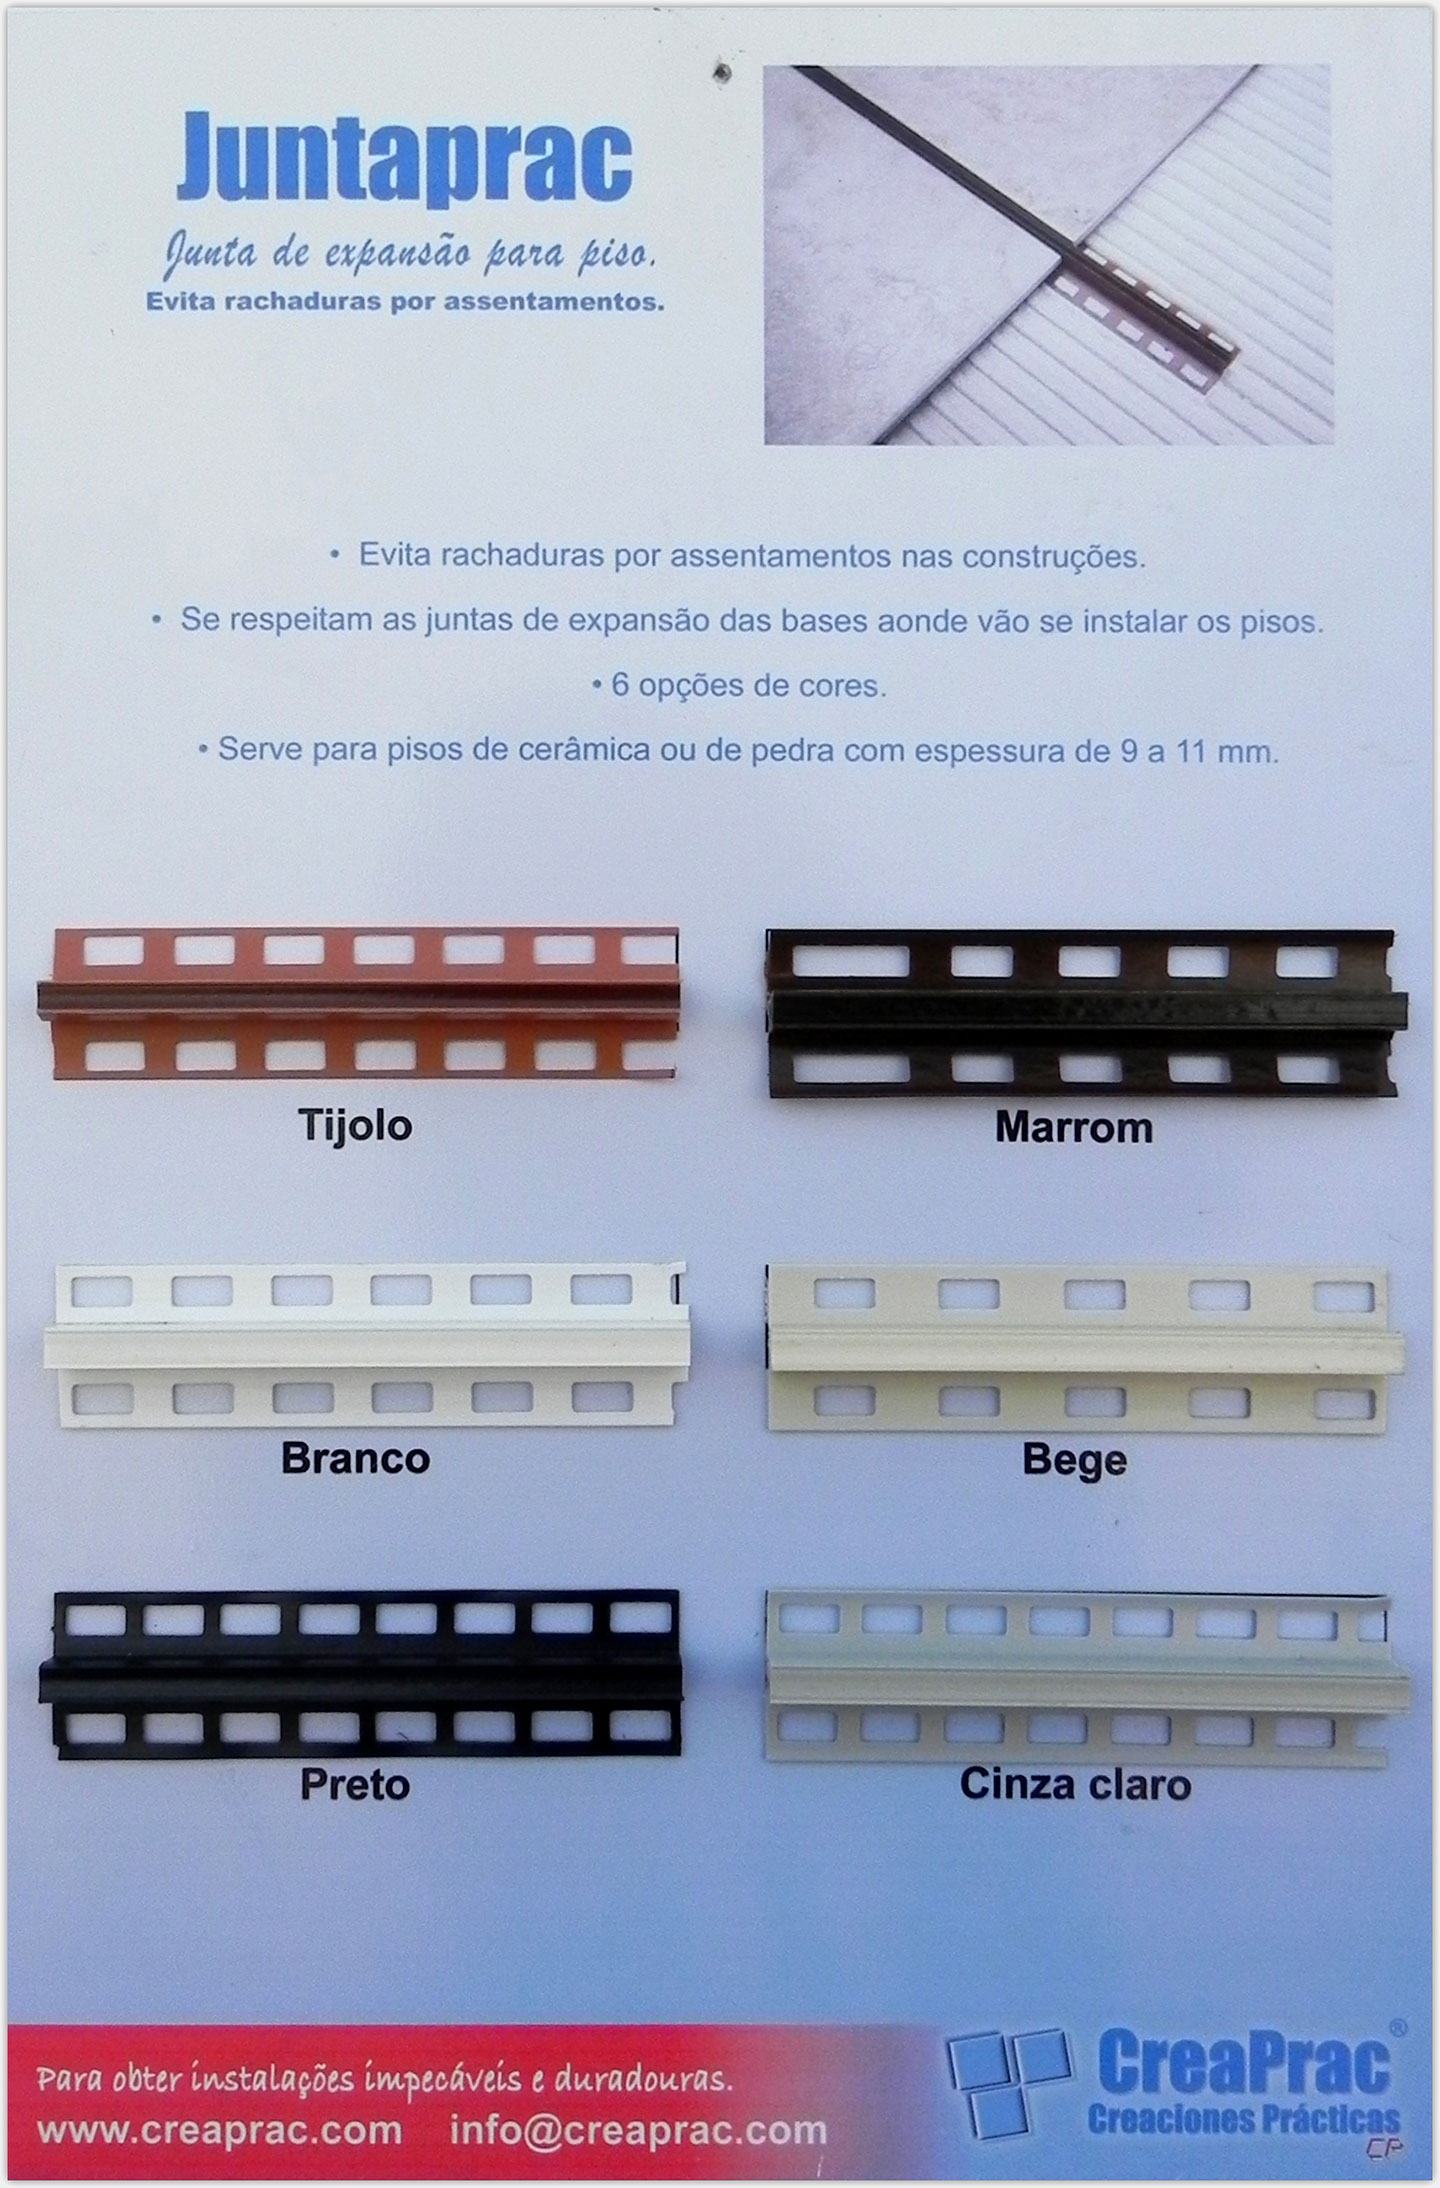 Juntaprac
Junta de expansão para piso.
Evita rachaduras por assentamentos.
• Evita rachaduras por assentamentos nas construções.
• Se respeitam as juntas de expansão das bases aonde vão se instalar os pisos.
• 6 opções de cores.
• Serve para pisos de cerâmica ou de pedra com espessura de 9 a 11 mm.
Tijolo
Marrom
Branco
Bege
Preto
Cinza claro
Para obter instalações impecáveis e duradouras.
www.creaprac.com info@creaprac.com
CreaPrac®
Creaciones Prácticas
CP